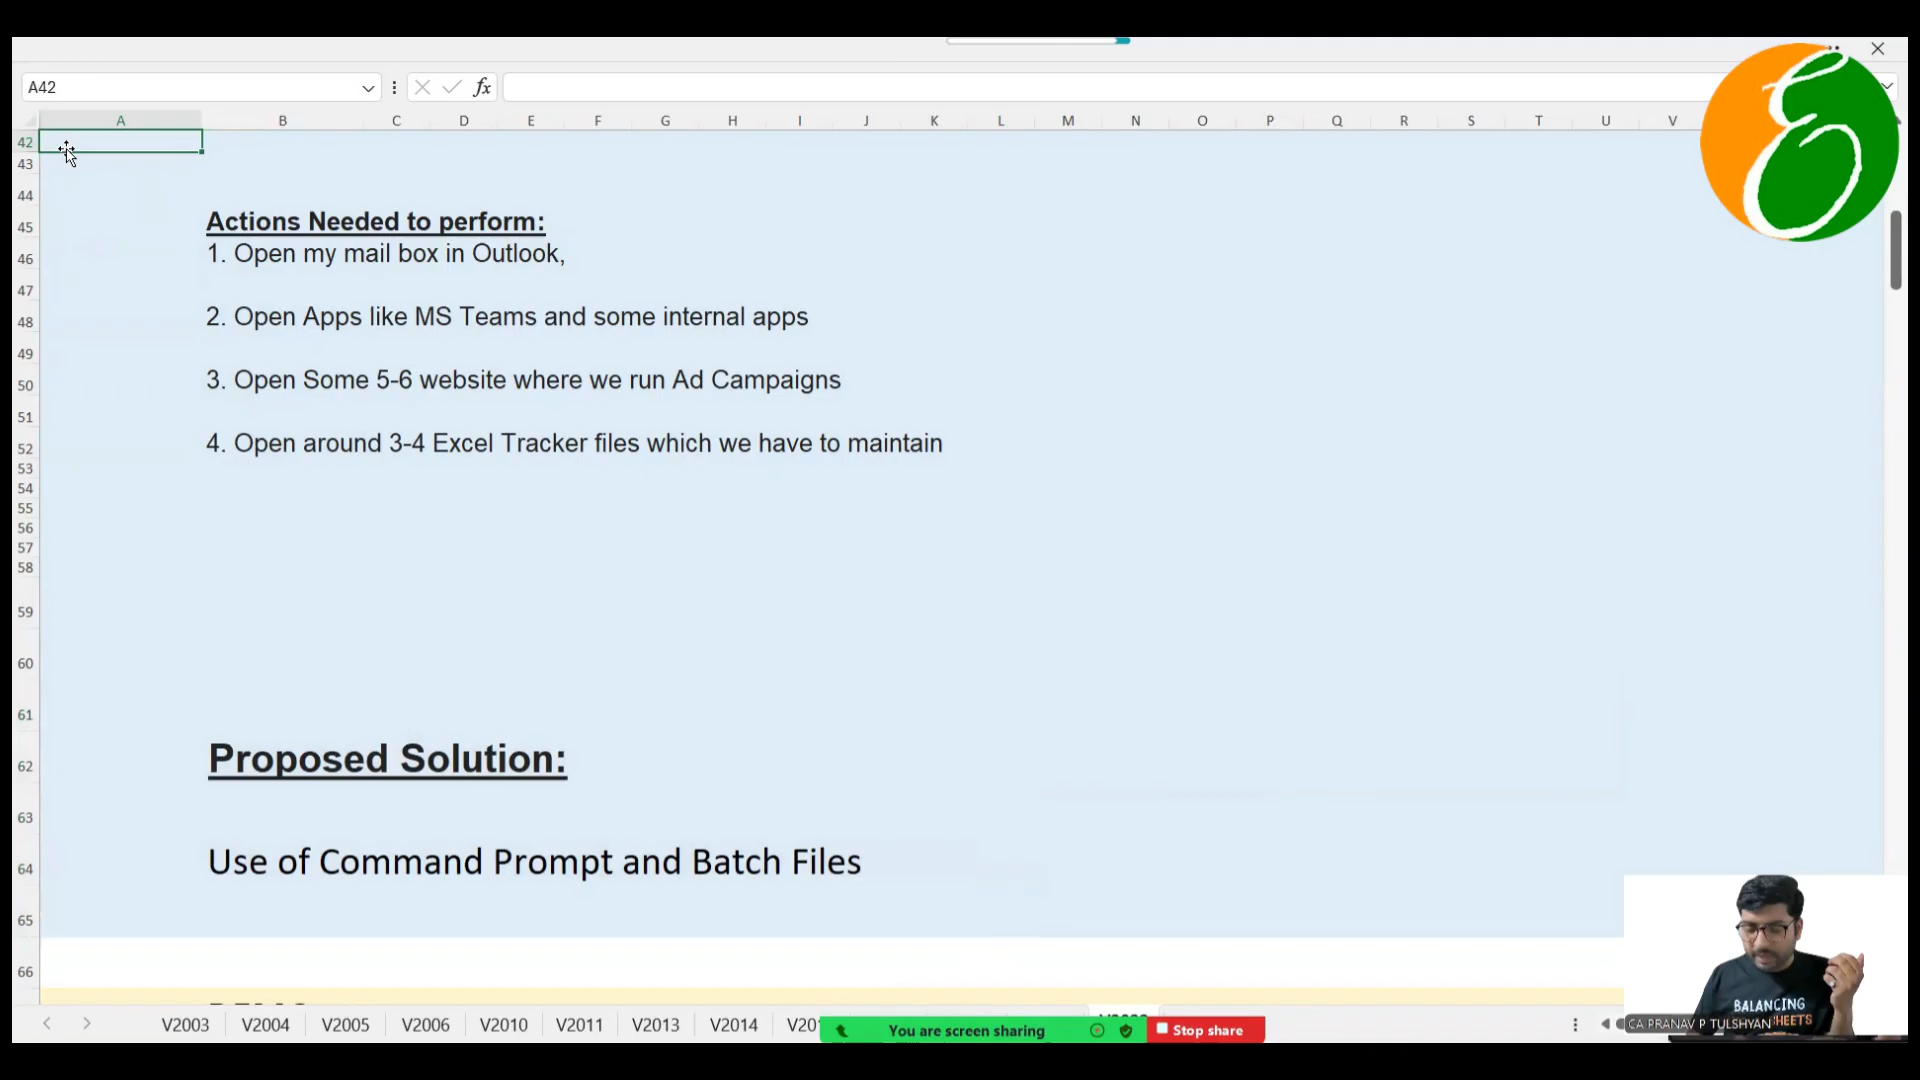 A42
fx
A B C D E F G H I J K L M N O P Q R S T U V
42
43
44
45 Actions Needed to perform:
46 1. Open my mail box in Outlook,
47
48 2. Open Apps like MS Teams and some internal apps
49
50 3. Open Some 5-6 website where we run Ad Campaigns
51
52 4. Open around 3-4 Excel Tracker files which we have to maintain
53
54
55
56
57
58
59
60
61
62 Proposed Solution:
63
64 Use of Command Prompt and Batch Files
65
66
BALANCING
SHEETS
CA PRANAV P TULSHYAN
V2003 V2004 V2005 V2006 V2010 V2011 V2013 V2014 V20
You are screen sharing Stop share